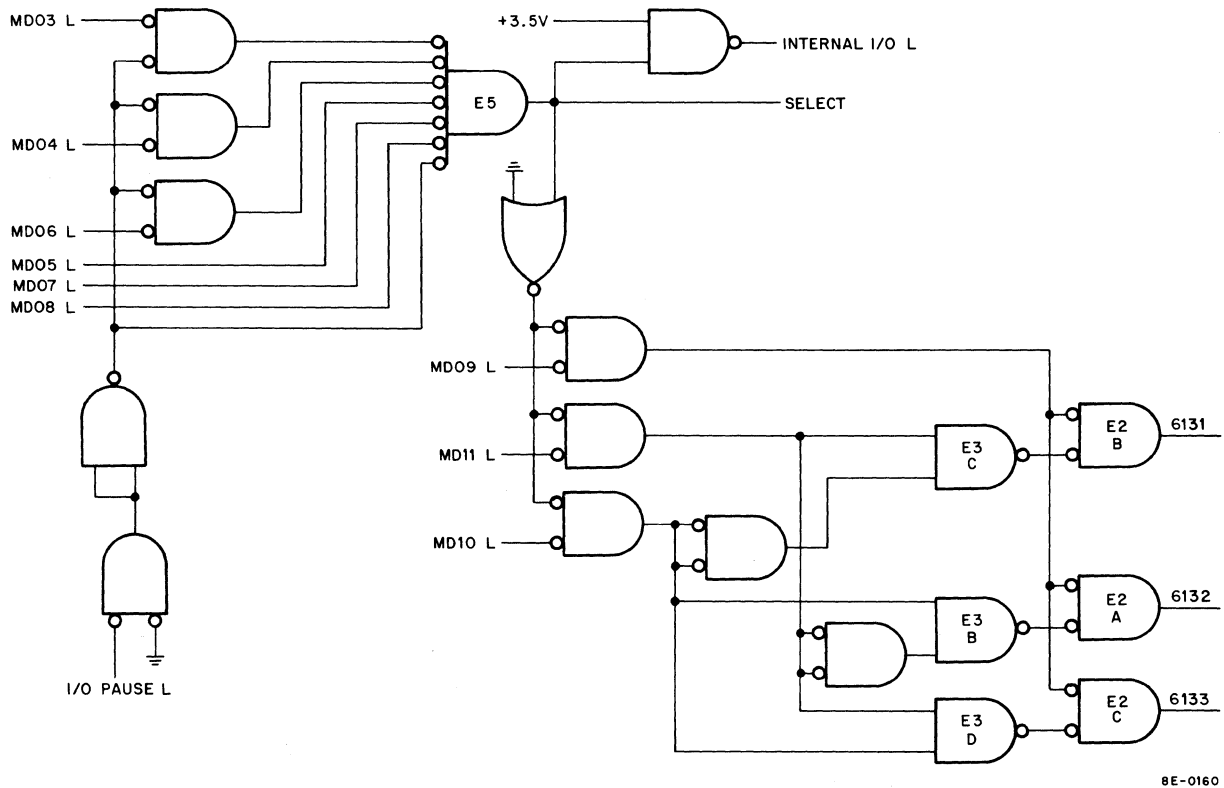 MD03 L
+3.5V
INTERNAL I/O L
E5
SELECT
MD04 L
MD06 L
MD05 L
MD07 L
MD08 L
MD09 L
MD11 L
E3
C
E2
B
6131
MD10 L
E3
B
E2
A
6132
I/O PAUSE L
E3
D
E2
C
6133
8E-0160